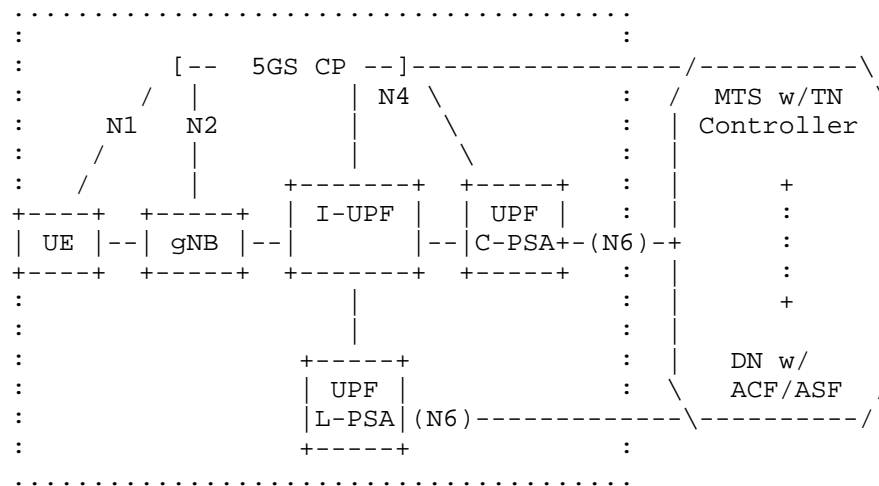 [-- 5GS CP --]
N4
MTS w/TN
N1 N2
Controller
I-UPF UPF
UE gNB C-PSA (N6)
DN w/
UPF ACF/ASF
L-PSA (N6)